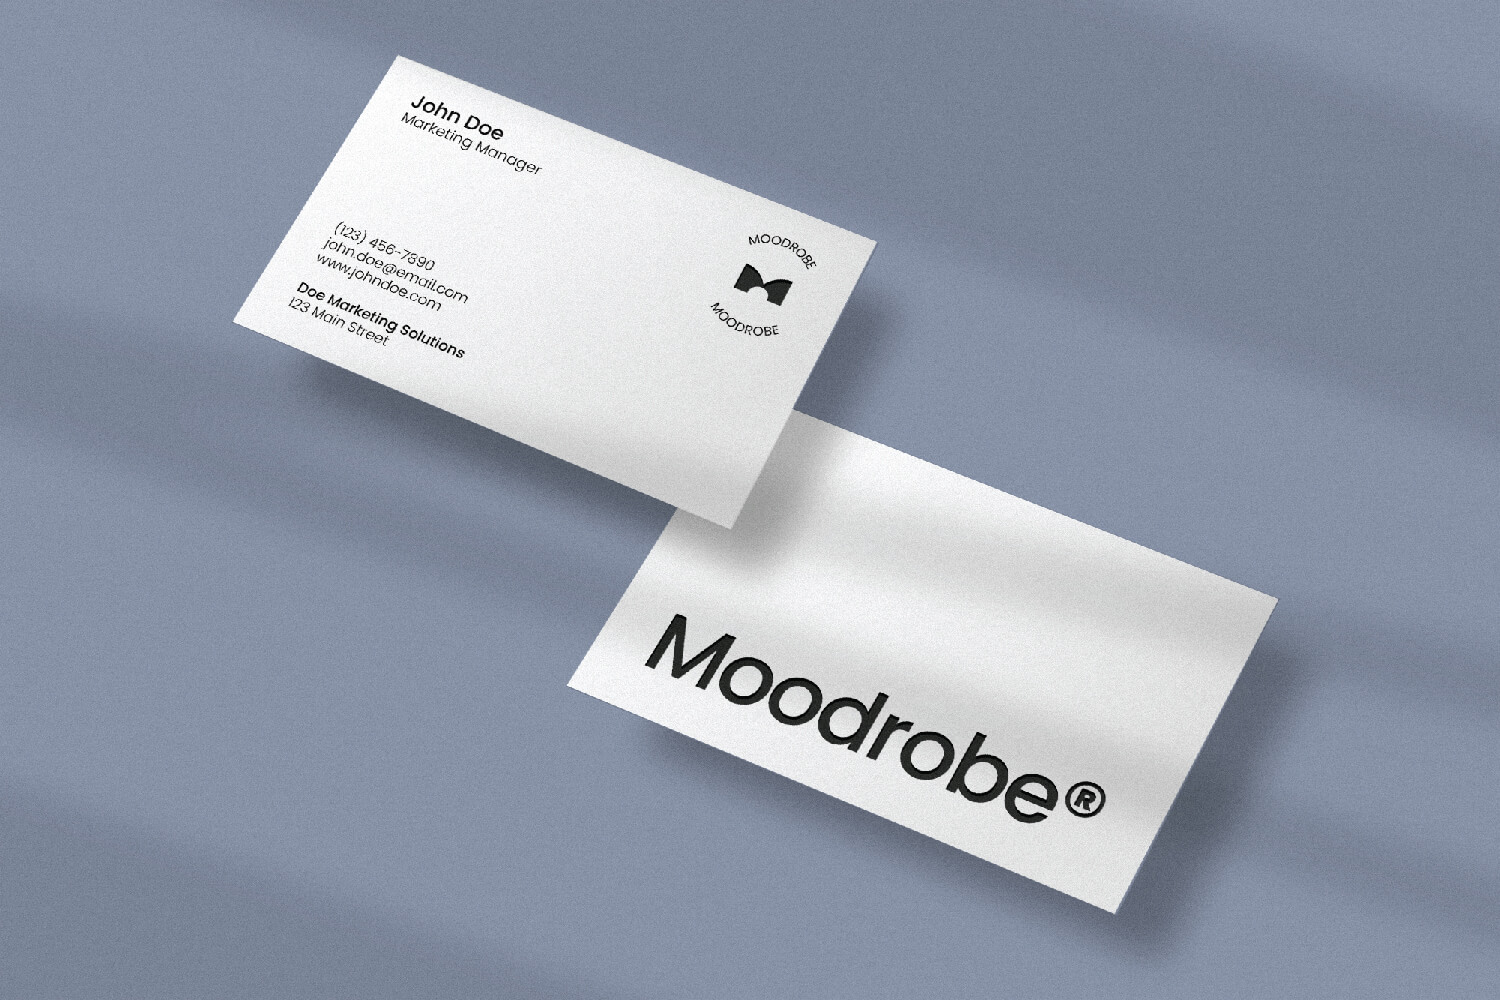 John Doe
Marketing Manager
(123) 456-7890
john.doe@email.com
www.johndoe.com
Doe Marketing Solutions
123 Main Street
MOODROBE
MOODROBE
Moodrobe®